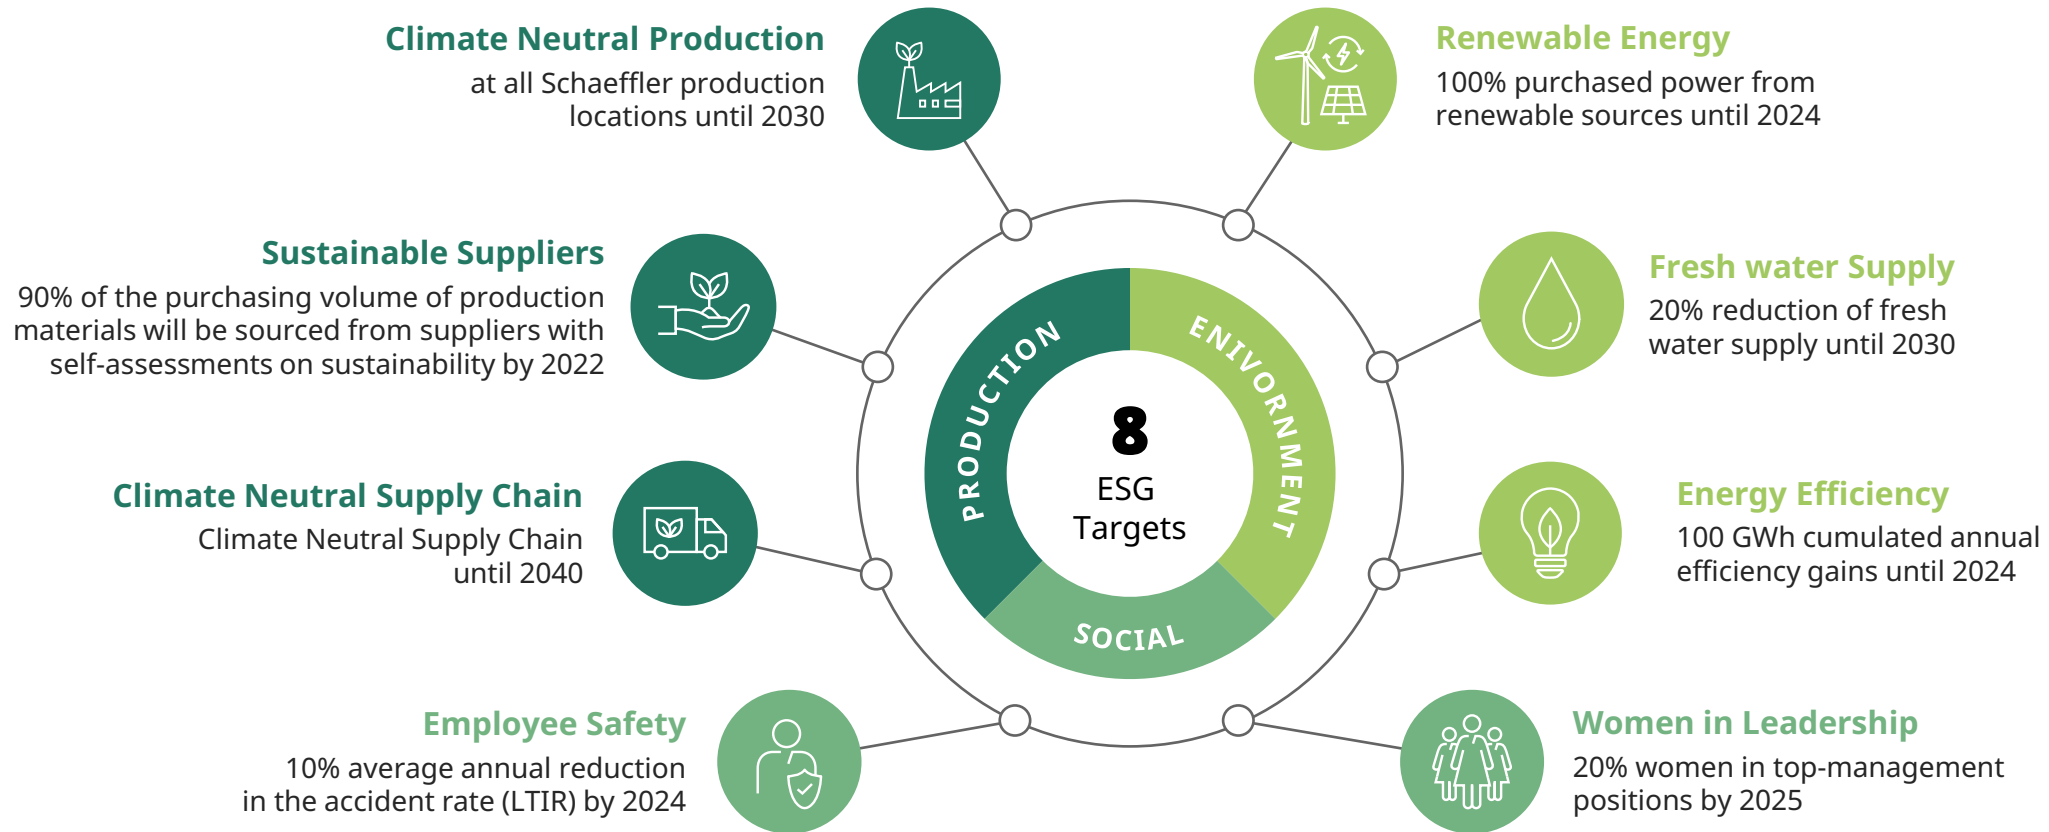 Climate Neutral Production
at all Schaeffler production
locations until 2030
Renewable Energy
100% purchased power from
renewable sources until 2024
Sustainable Suppliers
90% of the purchasing volume of production
materials will be sourced from suppliers with
self-assessments on sustainability by 2022
Fresh water Supply
20% reduction of fresh
water supply until 2030
PRODUCTION
ENIVORNMENT
SOCIAL
8
ESG
Targets
Climate Neutral Supply Chain
Climate Neutral Supply Chain
until 2040
Energy Efficiency
100 GWh cumulated annual
efficiency gains until 2024
Employee Safety
10% average annual reduction
in the accident rate (LTIR) by 2024
Women in Leadership
20% women in top-management
positions by 2025